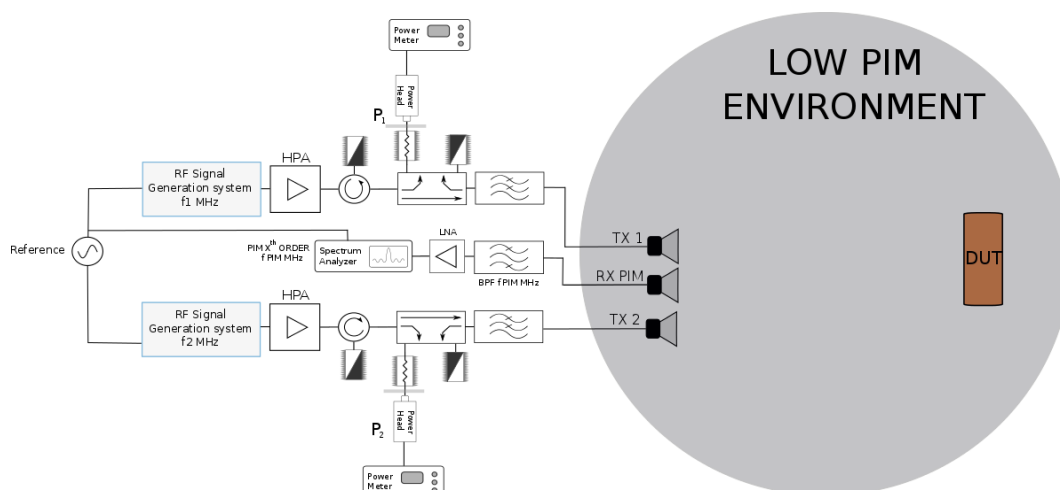 Power
Meter
Power
Head
P1
LOW PIM
ENVIRONMENT
HPA
RF Signal
Generation system
f1 MHz
Reference
PIM Xth ORDER
f PIM MHz
Spectrum
Analyzer
LNA
BPF f PIM MHz
TX 1
RX PIM
TX 2
DUT
HPA
RF Signal
Generation system
f2 MHz
P2
Power
Head
Power
Meter